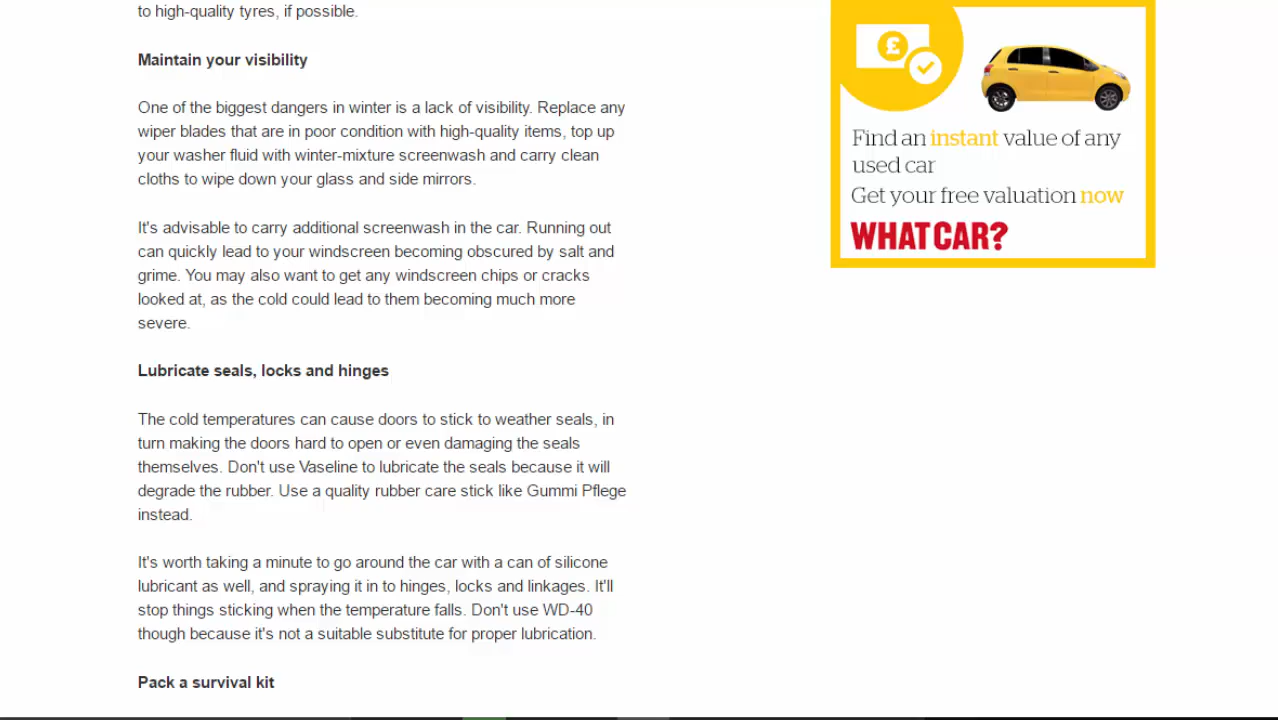 to high-quality tyres, if possible.
Maintain your visibility
One of the biggest dangers in winter is a lack of visibility. Replace any
wiper blades that are in poor condition with high-quality items, top up
your washer fluid with winter-mixture screenwash and carry clean
cloths to wipe down your glass and side mirrors.
It's advisable to carry additional screenwash in the car. Running out
can quickly lead to your windscreen becoming obscured by salt and
grime. You may also want to get any windscreen chips or cracks
looked at, as the cold could lead to them becoming much more
severe.
Lubricate seals, locks and hinges
The cold temperatures can cause doors to stick to weather seals, in
turn making the doors hard to open or even damaging the seals
themselves. Don't use Vaseline to lubricate the seals because it will
degrade the rubber. Use a quality rubber care stick like Gummi Pflege
instead.
It's worth taking a minute to go around the car with a can of silicone
lubricant as well, and spraying it in to hinges, locks and linkages. It'll
stop things sticking when the temperature falls. Don't use WD-40
though because it's not a suitable substitute for proper lubrication.
Pack a survival kit
£
Find an instant value of any
used car
Get your free valuation now
WHAT CAR?